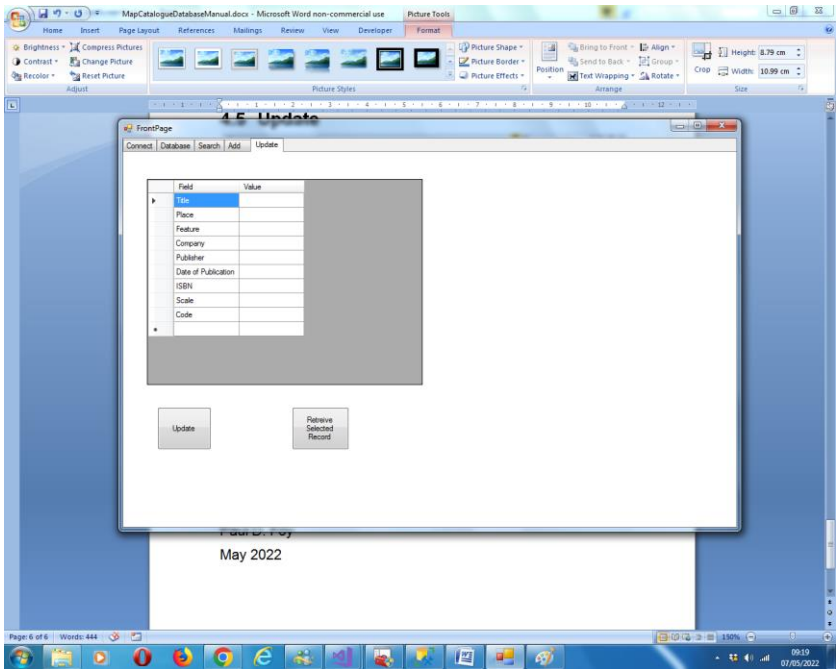 MapCatalogueDatabaseManual.docx - Microsoft Word non-commercial use
Picture Tools
Home Insert Page Layout References Mailings Review View Developer Format
Brightness Compress Pictures
Contrast Change Picture
Recolor Reset Picture
Adjust
Picture Styles
Picture Shape
Picture Border
Picture Effects
Position
Bring to Front Align
Send to Back Group
Text Wrapping Rotate
Arrange
Crop
Height: 8.79 cm
Width: 10.99 cm
Size
4.5 Update
FrontPage
Connect Database Search Add Update
Field Value
Title
Place
Feature
Company
Publisher
Date of Publication
ISBN
Scale
Code
Update
Retreive
Selected
Record
May 2022
Page: 6 of 6 Words: 444
150%
09:19
07/05/2022